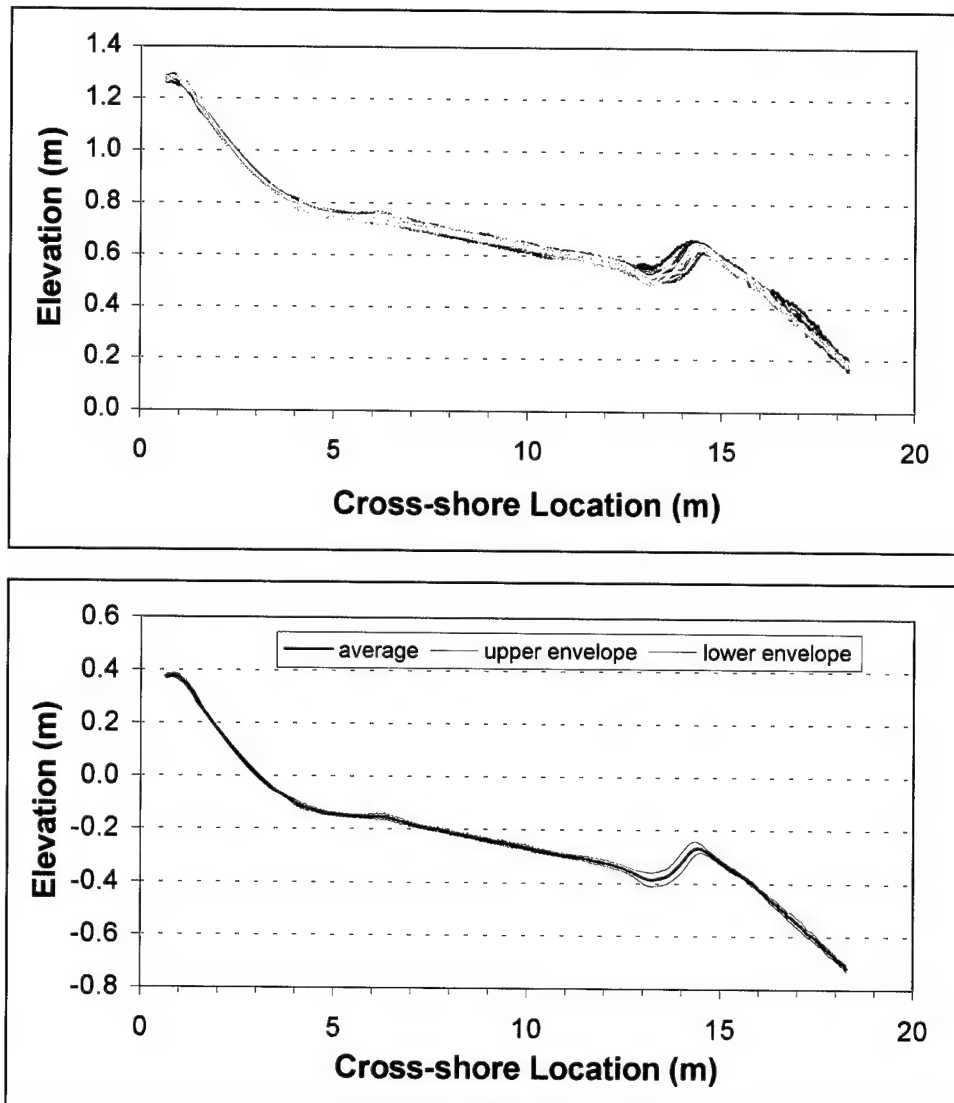 1.4
1.2
1.0
0.8
0.6
0.4
0.2
0.0
Elevation (m)
0 5 10 15 20
Cross-shore Location (m)
0.6
0.4
0.2
0.0
-0.2
-0.4
-0.6
-0.8
Elevation (m)
average upper envelope lower envelope
0 5 10 15 20
Cross-shore Location (m)